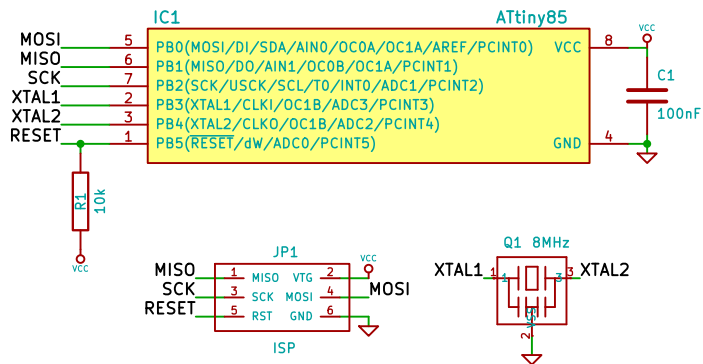 IC1 ATtiny85
MOSI 5 PB0(MOSI/DI/SDA/AIN0/OC0A/OC1A/AREF/PCINT0) VCC 8 VCC
MISO 6 PB1(MISO/DO/AIN1/OC0B/OC1A/PCINT1)
SCK 7 PB2(SCK/USCK/SCL/T0/INT0/ADC1/PCINT2) C1
XTAL1 2 PB3(XTAL1/CLKI/OC1B/ADC3/PCINT3) 100nF
XTAL2 3 PB4(XTAL2/CLKO/OC1B/ADC2/PCINT4)
RESET 1 PB5(RESET/dW/ADC0/PCINT5) GND 4
R1 10k
VCC
JP1
MISO 1 MISO VTG 2 VCC
SCK 3 SCK MOSI 4 MOSI
RESET 5 RST GND 6
ISP
Q1 8MHz
XTAL1 1 1 3 3 XTAL2
VSS
2